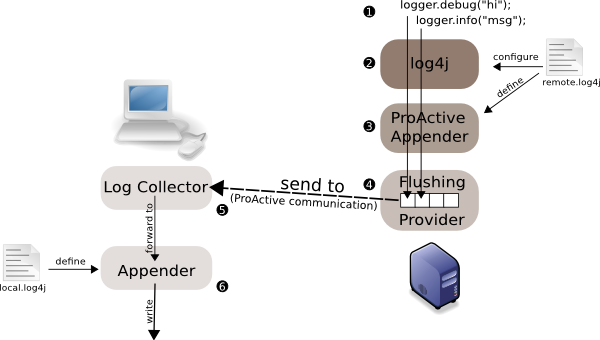 ❶
logger.debug("hi");
logger.info("msg");
❷
log4j
configure
define
remote.log4j
❸
ProActive
Appender
❹
Flushing
Provider
send to
(ProActive communication)
Log Collector
❺
forward to
define
local.log4j
Appender
❻
write